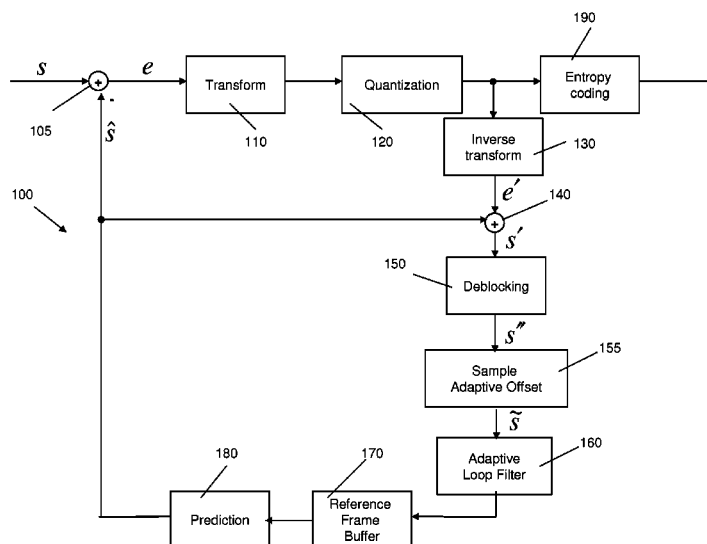 190
s
+
e
Transform
Quantization
Entropy
coding
-
105
ŝ
110
120
Inverse
transform
130
100
e′
+
140
s′
150
Deblocking
s″
155
Sample
Adaptive Offset
s̃
180
170
Adaptive
Loop Filter
160
Prediction
Reference
Frame
Buffer